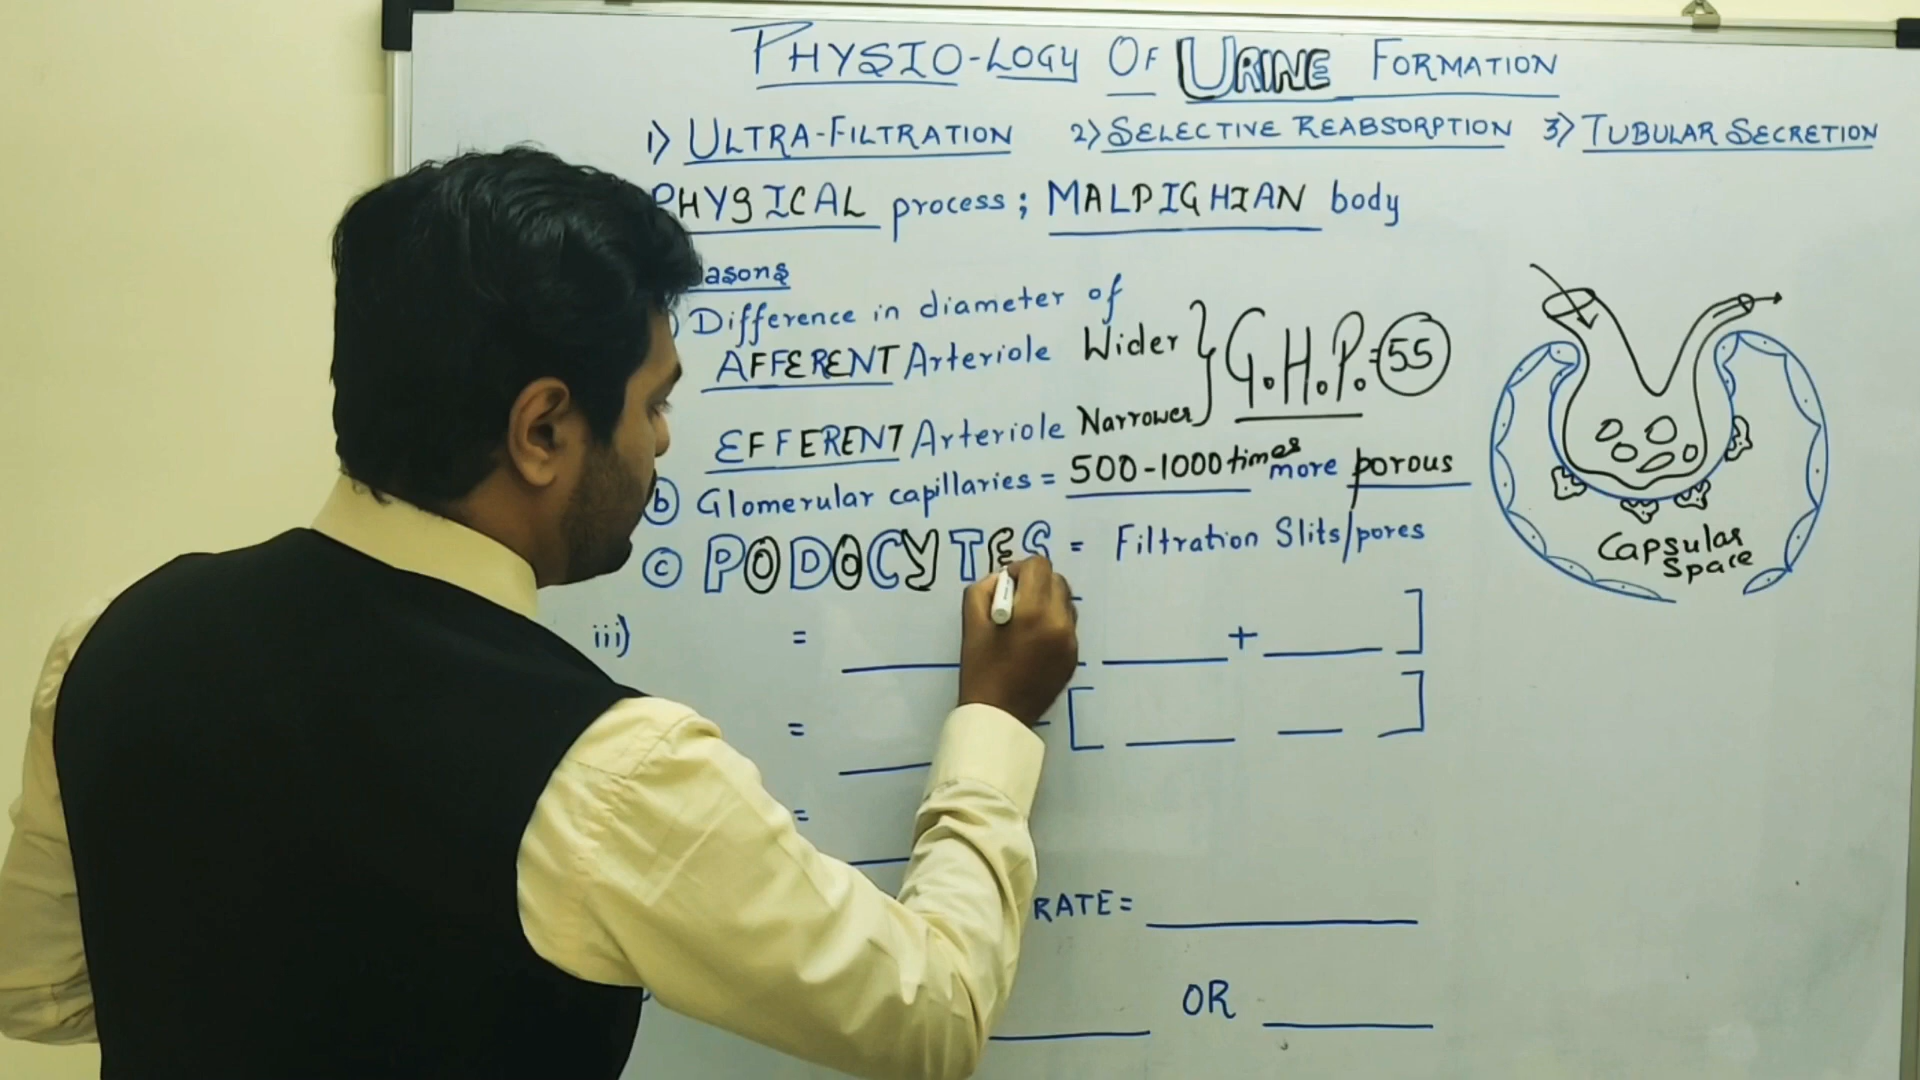 PHYSIO-LOGY OF URINE FORMATION
1) ULTRA-FILTRATION 2) SELECTIVE REABSORPTION 3) TUBULAR SECRETION
PHYSICAL process; MALPIGHIAN body
asons
Difference in diameter of
AFFERENT Arteriole Wider } G.H.P. = 55
EFFERENT Arteriole Narrower
b) Glomerular capillaries = 500-1000 times more porous
c) PODOCYTES = Filtration Slits/pores
Capsular
Space
iii) = + ]
= - [ ]
=
RATE =
OR